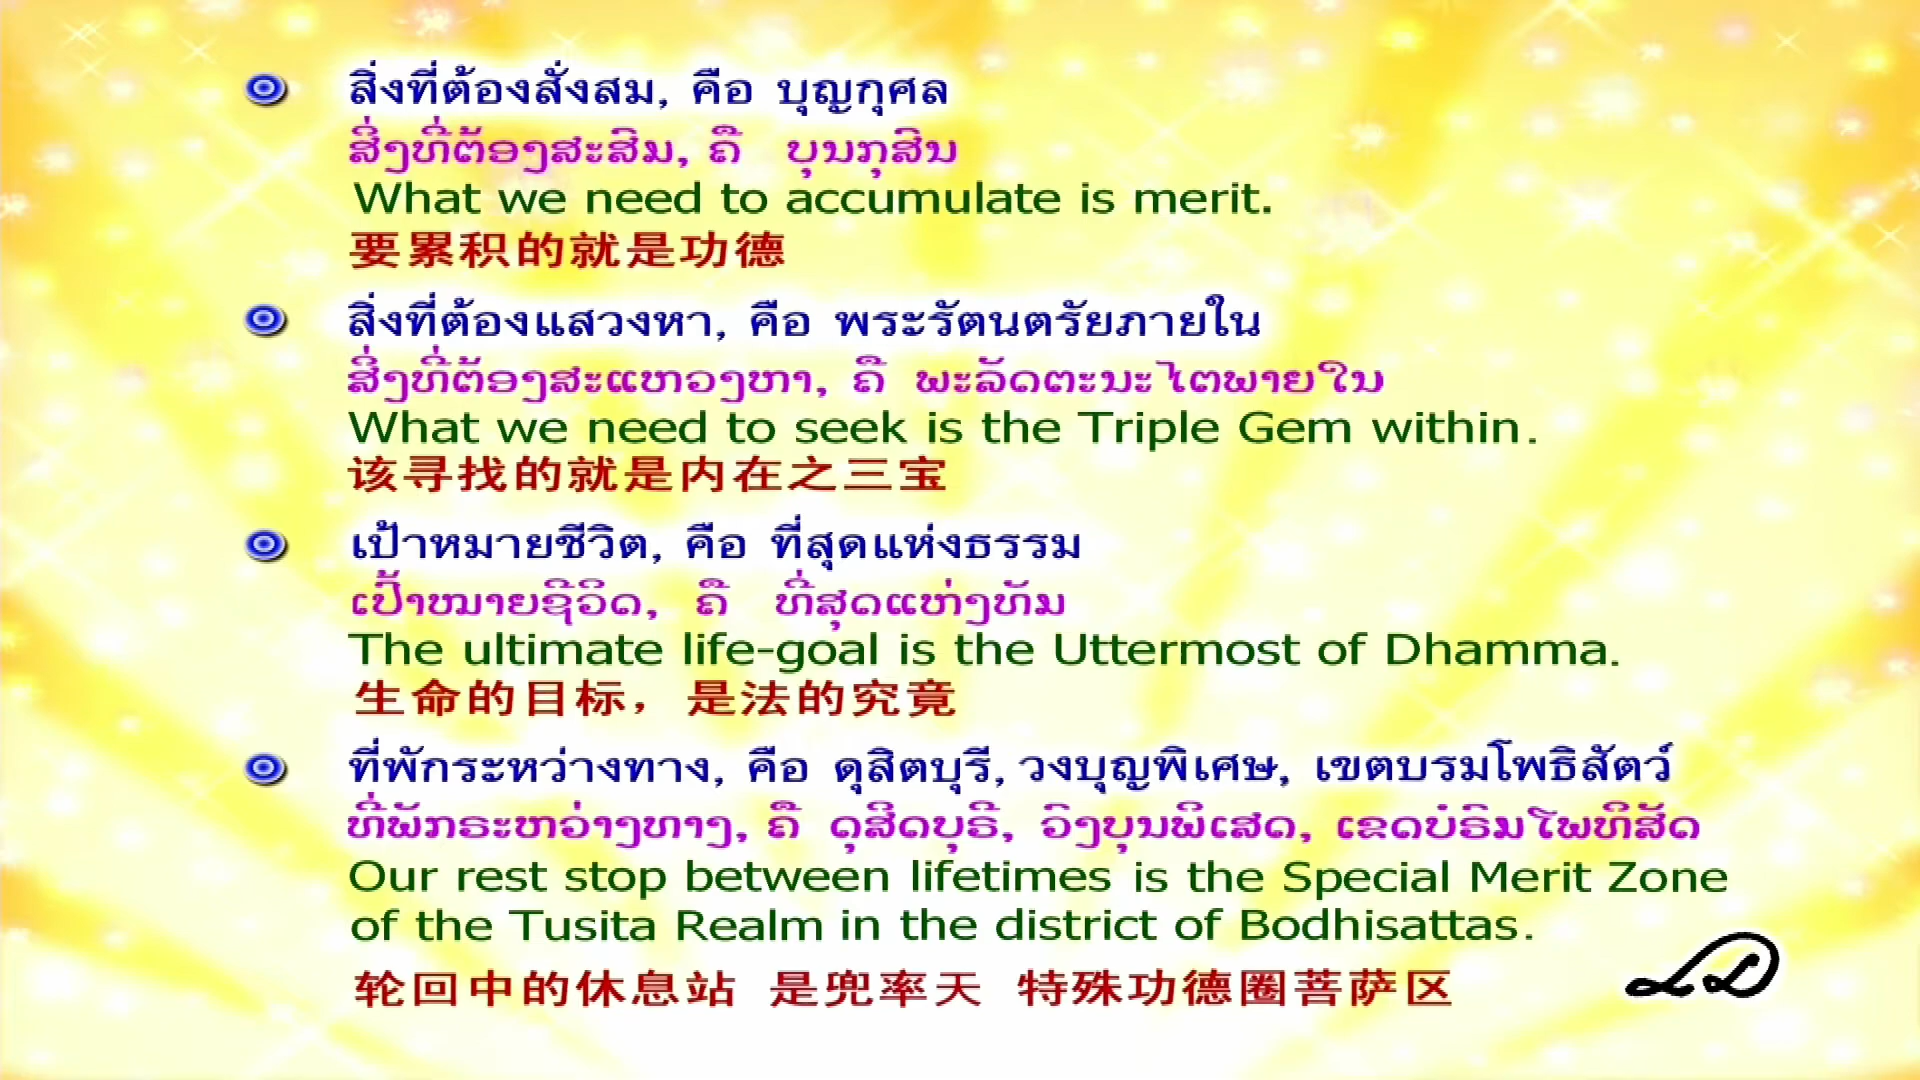 สิ่งที่ต้องสั่งสม, คือ บุญกุศล
ສິ່ງທີ່ຕ້ອງສະສົມ, ຄື ບຸນກຸສົນ
What we need to accumulate is merit.
要累积的就是功德
สิ่งที่ต้องแสวงหา, คือ พระรัตนตรัยภายใน
ສິ່ງທີ່ຕ້ອງສະແຫວງຫາ, ຄື ພະລັດຕະນະໄຕພາຍໃນ
What we need to seek is the Triple Gem within.
该寻找的就是内在之三宝
เป้าหมายชีวิต, คือ ที่สุดแห่งธรรม
ເປົ້າໝາຍຊີວິດ, ຄື ທີ່ສຸດແຫ່ງທັມ
The ultimate life-goal is the Uttermost of Dhamma.
生命的目标，是法的究竟
ที่พักระหว่างทาง, คือ ดุสิตบุรี, วงบุญพิเศษ, เขตบรมโพธิสัตว์
ທີ່ພັກຣະຫວ່າງທາງ, ຄື ດຸສິດບຸຣີ, ວົງບຸນພິເສດ, ເຂດບໍຣົມໂພທິສັດ
Our rest stop between lifetimes is the Special Merit Zone
of the Tusita Realm in the district of Bodhisattas.
轮回中的休息站 是兜率天 特殊功德圈菩萨区